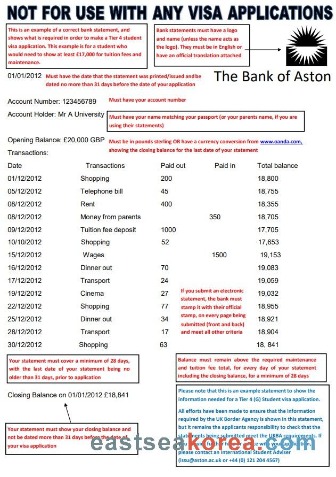 NOT FOR USE WITH ANY VISA APPLICATIONS
This is an example of a correct bank statement, and
shows what is required in order to make a Tier 4 student
visa application. This is example is for a student who
would need to show at least £17,000 for tuition fees and
maintenance.
Bank statements must have a logo
and name (unless the name acts as
the logo). They must be in English or
have an official translation attached
The Bank of Aston
01/01/2012 Must have the date that the statement was printed/issued and be
dated no more than 31 days before the date of your application
Account Number: 123456789 Must have your account number
Account Holder: Mr A University
Must have your name matching your passport (or your parents name, if you are
using their statements)
Opening Balance: £20,000 GBP
Must be in pounds sterling OR have a currency conversion from www.oanda.com,
showing the closing balance for the last date of your statement
Transactions:
Date Transactions Paid out Paid in Total balance
01/12/2012 Shopping 200 18,800
05/12/2012 Telephone bill 45 18,755
08/12/2012 Rent 400 18,355
08/12/2012 Money from parents 350 18,705
09/12/2012 Tuition fee deposit 1000 17,705
10/10/2012 Shopping 52 17,653
15/12/2012 Wages 1500 19,153
16/12/2012 Dinner out 70 19,083
17/12/2012 Transport 24 19,059
19/12/2012 Cinema 27 19,032
22/12/2012 Shopping 77 18,955
25/12/2012 Dinner out 34 18,921
28/12/2012 Transport 17 18,904
30/12/2012 Shopping 63 18, 841
If you submit an electronic
statement, the bank must
stamp it with their official
stamp, on every page being
submitted (front and back)
and meet all other criteria
Your statement must cover a minimum of 28 days,
with the last date of your statement being no
older than 31 days, prior to application
Balance must remain above the required maintenance
and tuition fee total, for every day of your statement
including the closing balance, for a minimum of 28 days
Closing Balance on 01/01/2012 £18,841
Please note that this is an example statement to show the
information needed for a Tier 4 (G) Student visa application.
All efforts have been made to ensure that the information
required by the UK Border Agency is shown in this statement,
but it remains the applicants responsibility to check that the
statements being submitted meet the UKBA requirements. If
please contact an International Student Adviser
(issu@aston.ac.uk or +44 (0) 121 204 4567)
Your statement must show your closing balance and
not be dated more than 31 days before the date of
your visa application
eastseakorea.com